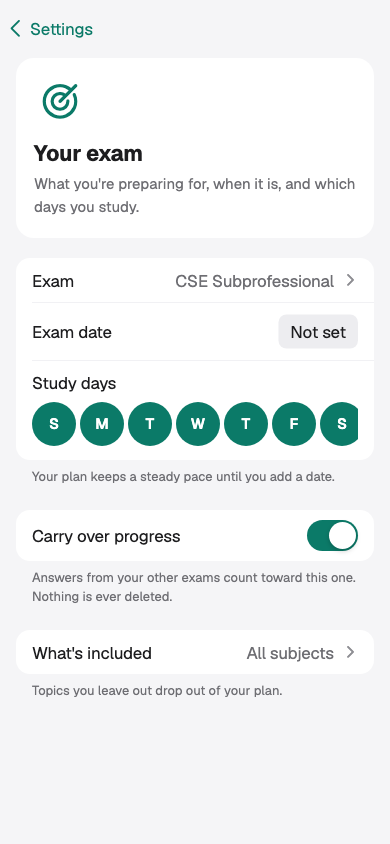 Settings
Your exam
What you're preparing for, when it is, and which
days you study.
Exam
CSE Subprofessional
Exam date
Not set
Study days
S M T W T F S
Your plan keeps a steady pace until you add a date.
Carry over progress
Answers from your other exams count toward this one.
Nothing is ever deleted.
What's included
All subjects
Topics you leave out drop out of your plan.